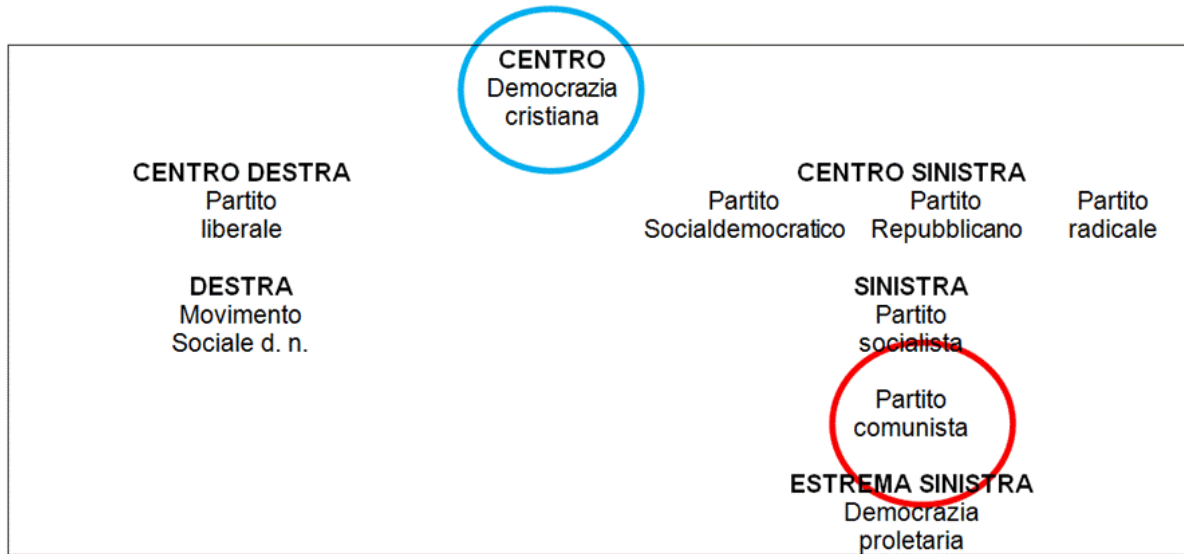 CENTRO
Democrazia
cristiana
CENTRO DESTRA
Partito
liberale
CENTRO SINISTRA
Partito Partito Partito
Socialdemocratico Repubblicano radicale
DESTRA
Movimento
Sociale d. n.
SINISTRA
Partito
socialista
Partito
comunista
ESTREMA SINISTRA
Democrazia
proletaria